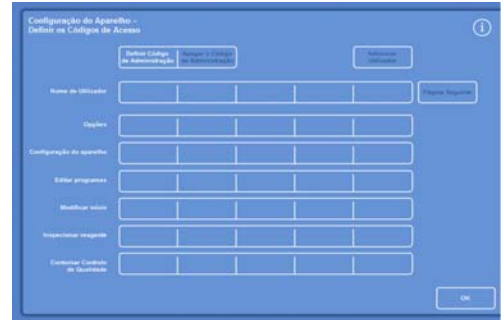 Configuração do Aparelho –
Definir os Códigos de Acesso
i
Definir Código
de Administração
Apagar o Código
de Administração
Adicionar
Utilizador
Nome do Utilizador
Página Seguinte
Opções
Configuração do aparelho
Editar programas
Modificar início
Inspecionar reagente
Contornar Controlo
de Qualidade
OK